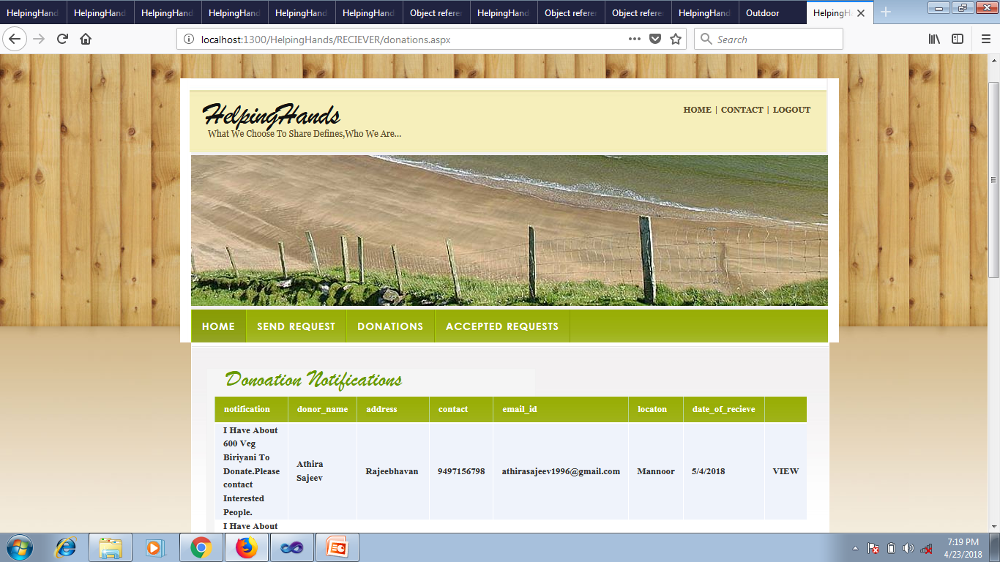 HelpingHand HelpingHand HelpingHand HelpingHand HelpingHand HelpingHand Object refere HelpingHand Object refere Object refere HelpingHand Outdoor HelpingHa
localhost:1300/HelpingHands/RECIEVER/donations.aspx Search
HelpingHands
HOME | CONTACT | LOGOUT
What We Choose To Share Defines,Who We Are...
HOME SEND REQUEST DONATIONS ACCEPTED REQUESTS
Donoation Notifications
notification donor_name address contact email_id locaton date_of_recieve
I Have About
600 Veg
Biriyani To
Donate.Please
contact
Interested
People.
Athira
Sajeev
Rajeebhavan 9497156798 athirasajeev1996@gmail.com Mannoor 5/4/2018 VIEW
I Have About
7:19 PM
4/23/2018